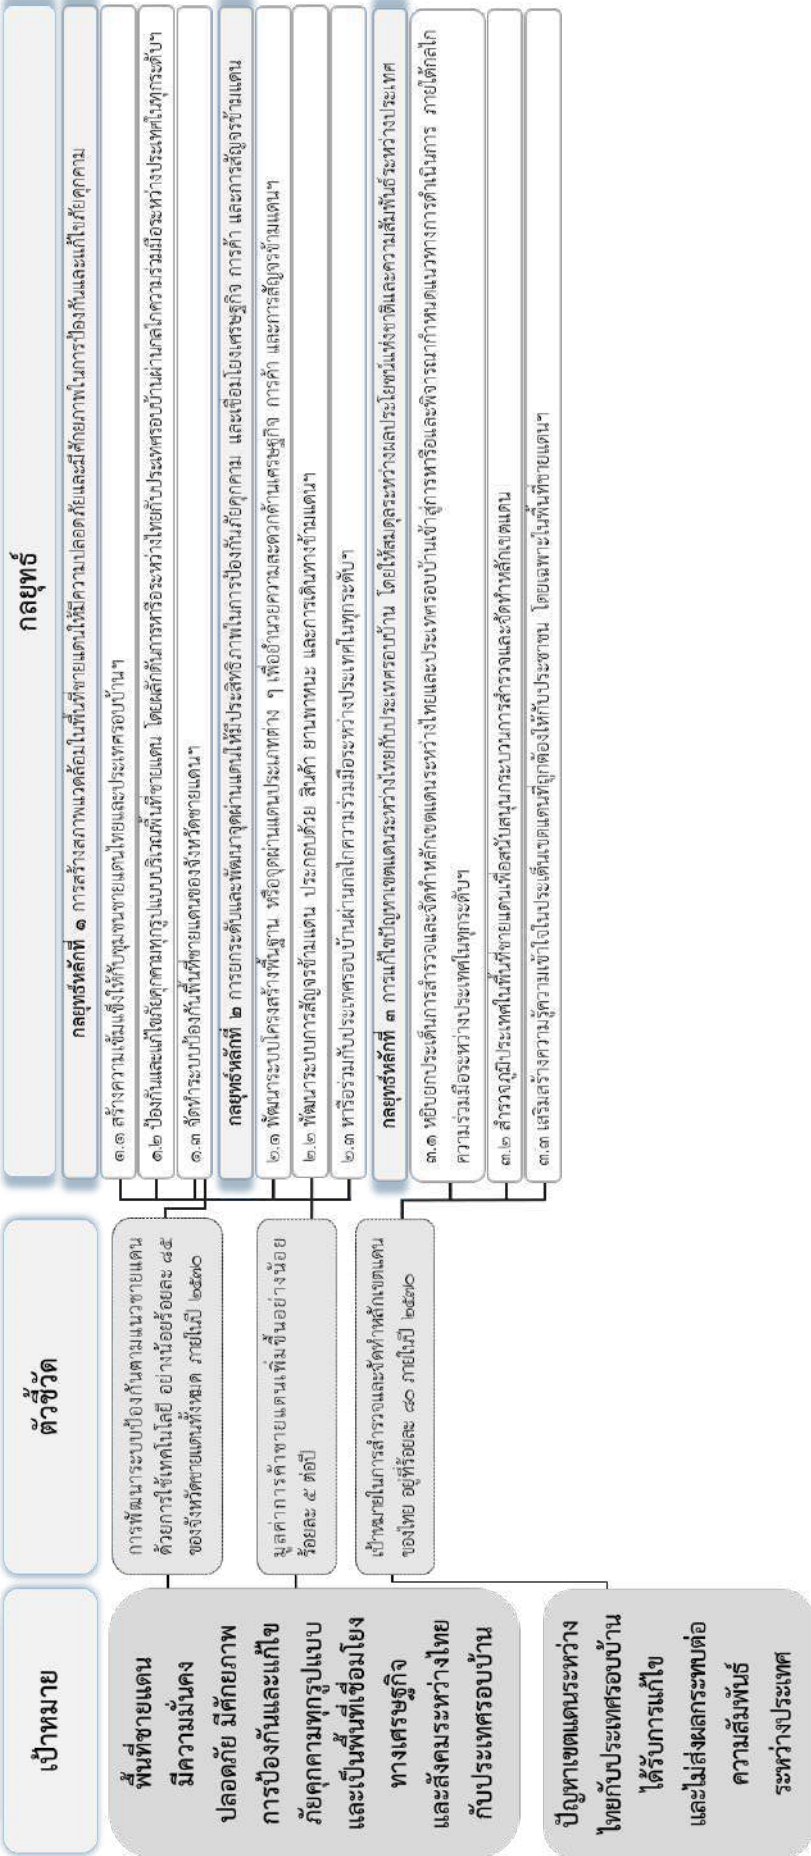 เป้าหมาย
ตัวชี้วัด
กลยุทธ์
พื้นที่ชายแดน
มีความมั่นคง
ปลอดภัย มีศักยภาพ
การป้องกันและแก้ไข
ภัยคุกคามทุกรูปแบบ
และเป็นพื้นที่เชื่อมโยง
ทางเศรษฐกิจ
และสังคมระหว่างไทย
กับประเทศรอบบ้าน
ปัญหาเขตแดนระหว่าง
ไทยกับประเทศรอบบ้าน
ได้รับการแก้ไข
และไม่ส่งผลกระทบต่อ
ความสัมพันธ์
ระหว่างประเทศ
การพัฒนาระบบป้องกันตามแนวชายแดน
ด้วยการใช้เทคโนโลยี อย่างน้อยร้อยละ ๘๕
ของจังหวัดชายแดนทั้งหมด ภายในปี ๒๕๗๐
มูลค่าการค้าชายแดนเพิ่มขึ้นอย่างน้อย
ร้อยละ ๕ ต่อปี
เป้าหมายในการสำรวจและจัดทำหลักเขตแดน
ของไทย อยู่ที่ร้อยละ ๘๐ ภายในปี ๒๕๗๐
กลยุทธ์หลักที่ ๑ การสร้างสภาพแวดล้อมในพื้นที่ชายแดนให้มีความปลอดภัยและมีศักยภาพในการป้องกันและแก้ไขภัยคุกคาม
๑.๑ สร้างความเข้มแข็งให้กับชุมชนชายแดนไทยและประเทศรอบบ้านฯ
๑.๒ ป้องกันและแก้ไขภัยคุกคามทุกรูปแบบบริเวณพื้นที่ชายแดน โดยผลักดันการหารือระหว่างไทยกับประเทศรอบบ้านผ่านกลไกความร่วมมือระหว่างประเทศในทุกระดับฯ
๑.๓ จัดทำระบบป้องกันพื้นที่ชายแดนของจังหวัดชายแดนฯ
กลยุทธ์หลักที่ ๒ การยกระดับและพัฒนาจุดผ่านแดนให้มีประสิทธิภาพในการป้องกันภัยคุกคาม และเชื่อมโยงเศรษฐกิจ การค้า และการสัญจรข้ามแดน
๒.๑ พัฒนาระบบโครงสร้างพื้นฐาน หรือจุดผ่านแดนประเภทต่าง ๆ เพื่ออำนวยความสะดวกด้านเศรษฐกิจ การค้า และการสัญจรข้ามแดนฯ
๒.๒ พัฒนาระบบการสัญจรข้ามแดน ประกอบด้วย สินค้า ยานพาหนะ และการเดินทางข้ามแดนฯ
๒.๓ หารือร่วมกับประเทศรอบบ้านผ่านกลไกความร่วมมือระหว่างประเทศในทุกระดับฯ
กลยุทธ์หลักที่ ๓ การแก้ไขปัญหาเขตแดนระหว่างไทยกับประเทศรอบบ้าน โดยให้สมดุลระหว่างผลประโยชน์แห่งชาติและความสัมพันธ์ระหว่างประเทศ
๓.๑ หยิบยกประเด็นการสำรวจและจัดทำหลักเขตแดนระหว่างไทยและประเทศรอบบ้านเข้าสู่การหารือและพิจารณากำหนดแนวทางการดำเนินการ ภายใต้กลไก
ความร่วมมือระหว่างประเทศในทุกระดับฯ
๓.๒ สำรวจภูมิประเทศในพื้นที่ชายแดนเพื่อสนับสนุนกระบวนการสำรวจและจัดทำหลักเขตแดน
๓.๓ เสริมสร้างความรู้ความเข้าใจในประเด็นเขตแดนที่ถูกต้องให้กับประชาชน โดยเฉพาะในพื้นที่ชายแดนฯ